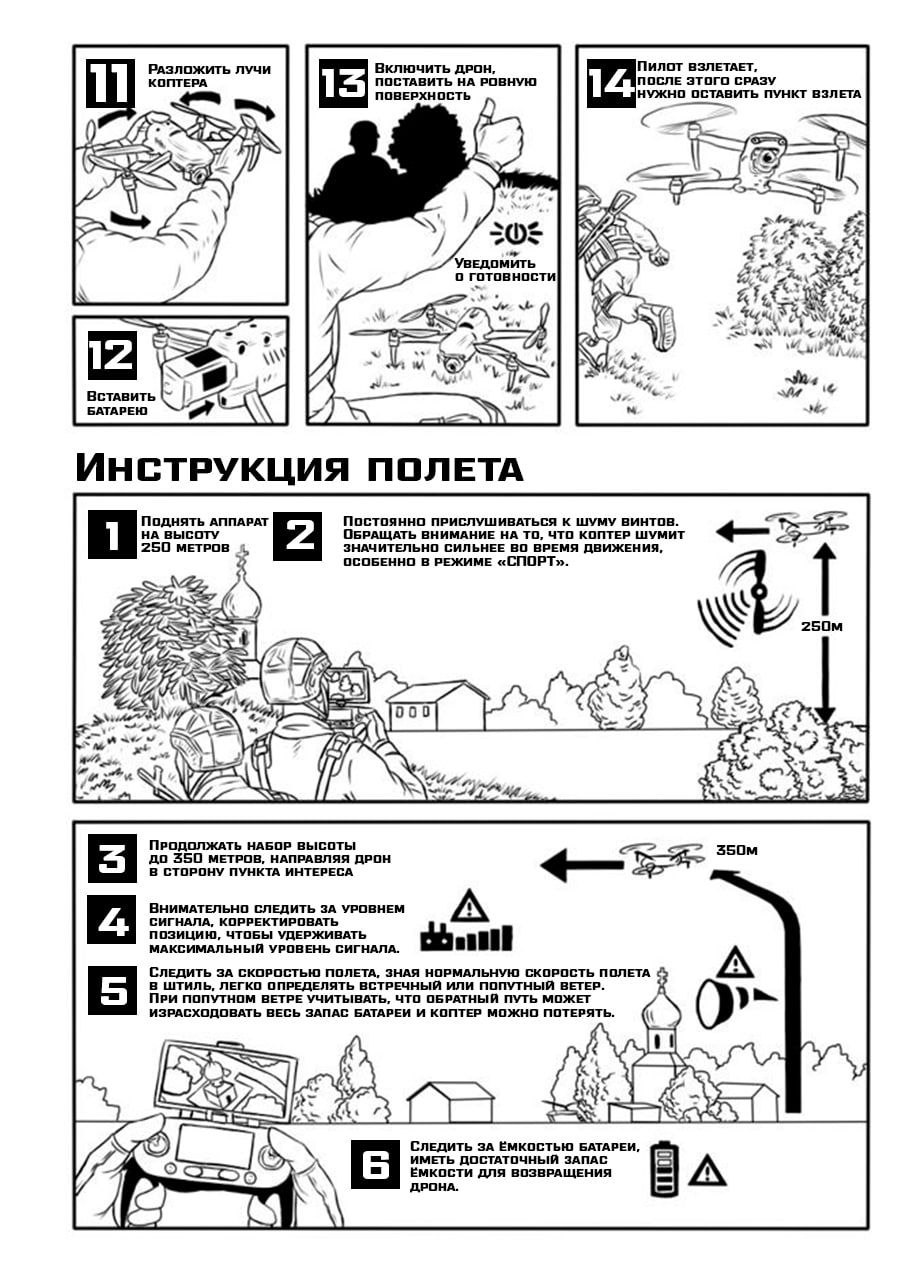 11
Разложить лучи
коптера
12
Вставить
батарею
13
Включить дрон,
поставить на ровную
поверхность
Уведомить
о готовности
14
Пилот взлетает,
после этого сразу
нужно оставить пункт взлета
Инструкция полета
1
Поднять аппарат
на высоту
250 метров
2
Постоянно прислушиваться к шуму винтов.
Обращать внимание на то, что коптер шумит
значительно сильнее во время движения,
особенно в режиме «СПОРТ».
250м
3
Продолжать набор высоты
до 350 метров, направляя дрон
в сторону пункта интереса
350м
4
Внимательно следить за уровнем
сигнала, корректировать
позицию, чтобы удерживать
максимальный уровень сигнала.
5
Следить за скоростью полета, зная нормальную скорость полета
в штиль, легко определять встречный или попутный ветер.
При попутном ветре учитывать, что обратный путь может
израсходовать весь запас батареи и коптер можно потерять.
6
Следить за ёмкостью батареи,
иметь достаточный запас
ёмкости для возвращения
дрона.